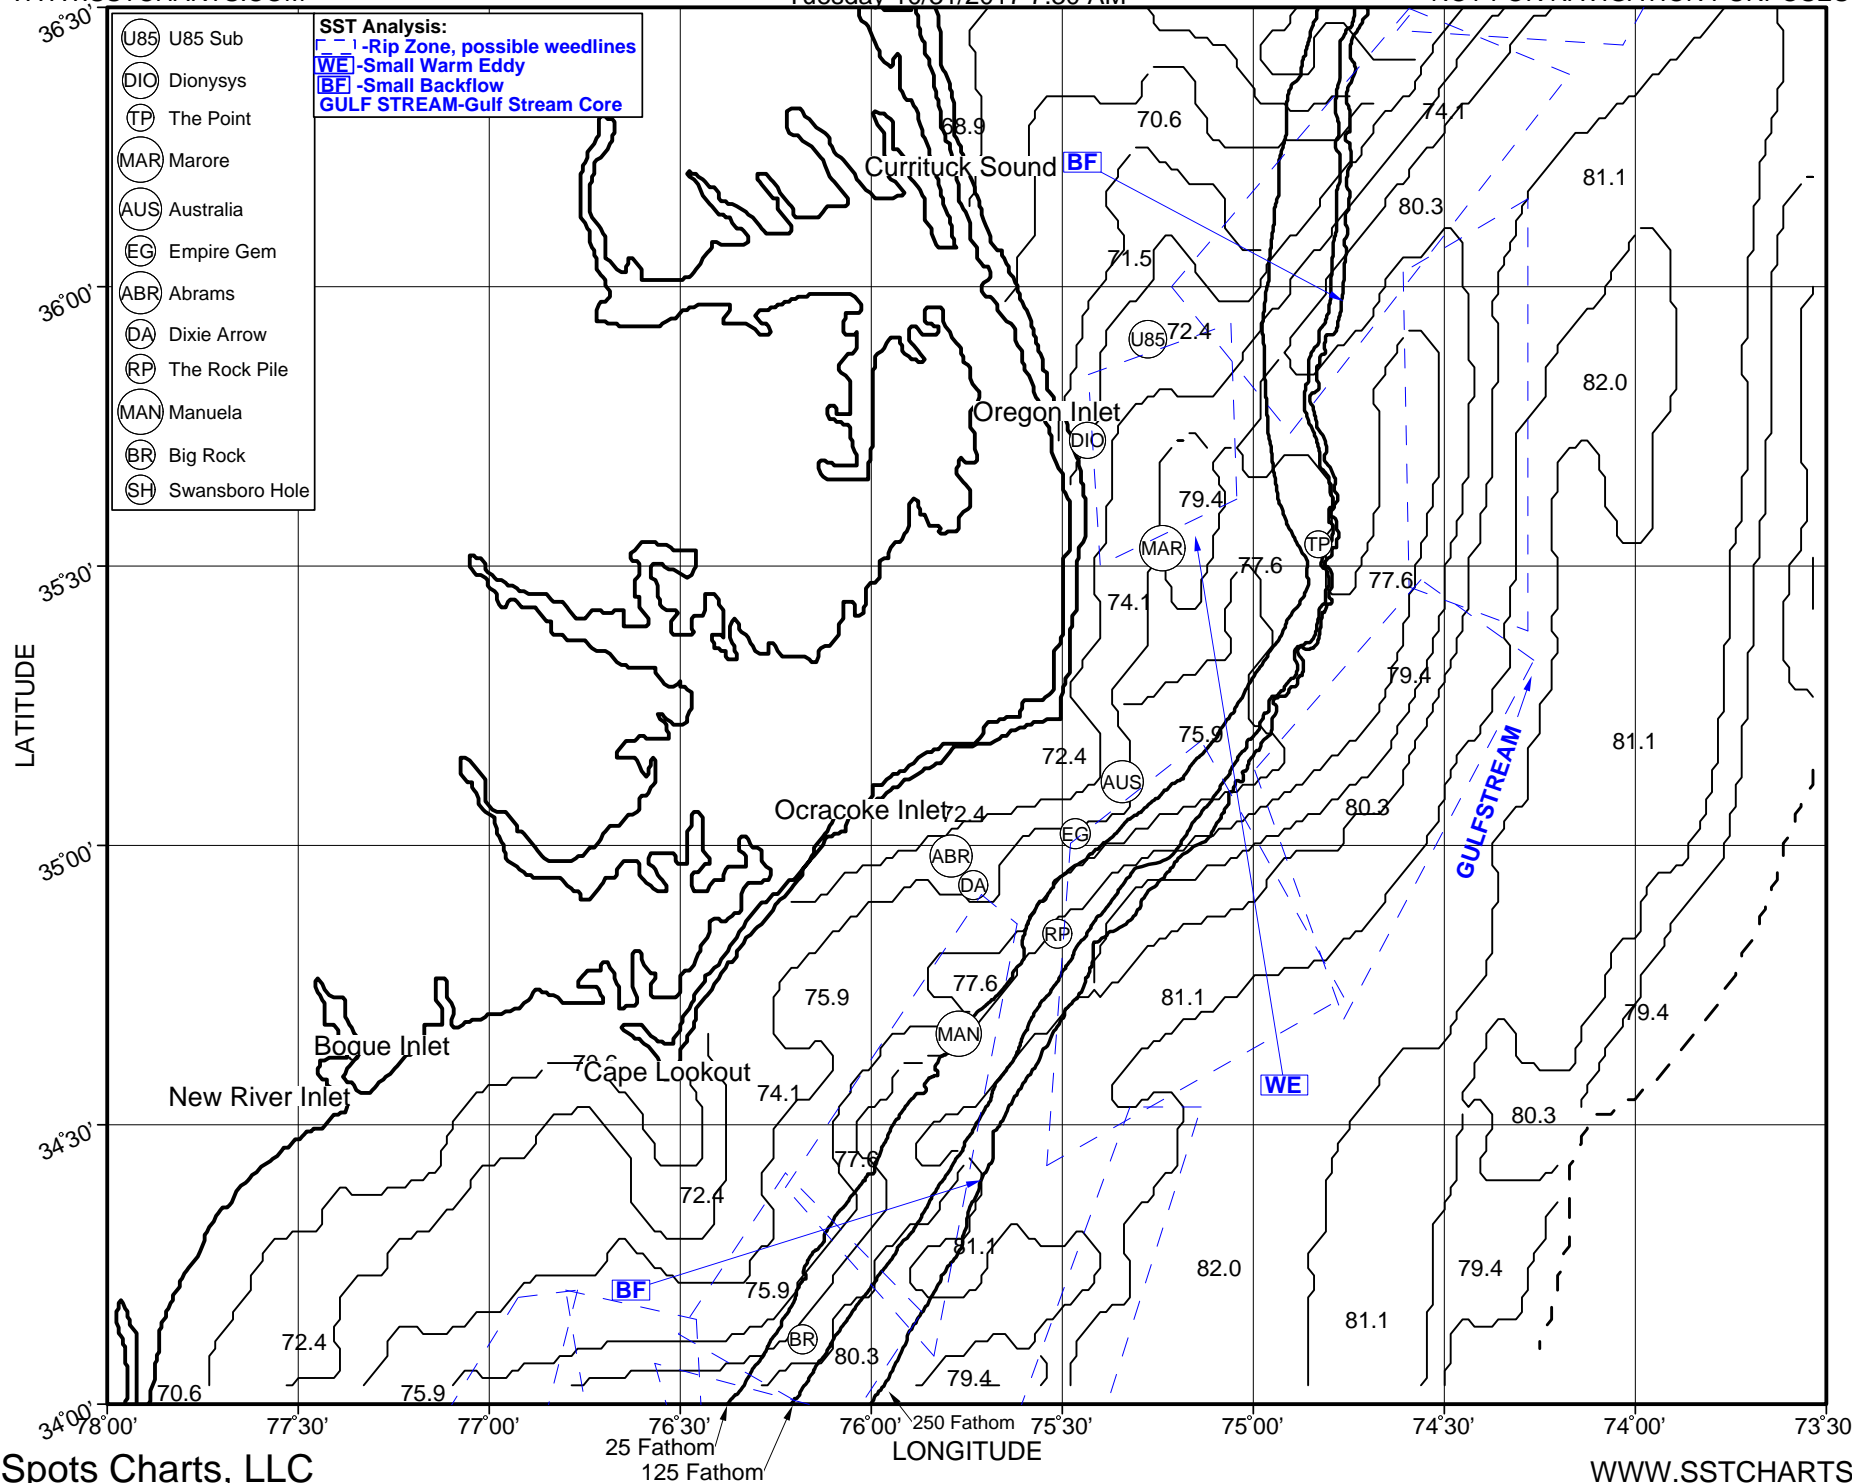 U85 U85 Sub
DIO Dionysys
TP The Point
MAR Marore
AUS Australia
EG Empire Gem
ABR Abrams
DA Dixie Arrow
RP The Rock Pile
MAN Manuela
BR Big Rock
SH Swansboro Hole
SST Analysis:
-Rip Zone, possible weedlines
WE -Small Warm Eddy
BF -Small Backflow
GULF STREAM-Gulf Stream Core
36°30'
36°00'
35°30'
35°00'
34°30'
34°00'
LATITUDE
68.9
70.6
74.1
Currituck Sound
BF
81.1
80.3
71.5
U85
72.4
82.0
Oregon Inlet
DIO
79.4
MAR
TP
77.6
77.6
74.1
79.4
75.9
72.4
81.1
AUS
GULFSTREAM
Ocracoke Inlet
72.4
80.3
EG
ABR
DA
RP
77.6
75.9
81.1
79.4
MAN
Bogue Inlet
Cape Lookout
New River Inlet
74.1
WE
80.3
77.6
72.4
81.1
82.0
79.4
BF
75.9
81.1
72.4
BR
80.3
79.4
70.6
75.9
78°00'
77°30'
77°00'
76°30'
76°00'
75°30'
75°00'
74°30'
74°00'
73°30
250 Fathom
25 Fathom
125 Fathom
LONGITUDE
Spots Charts, LLC
WWW.SSTCHARTS